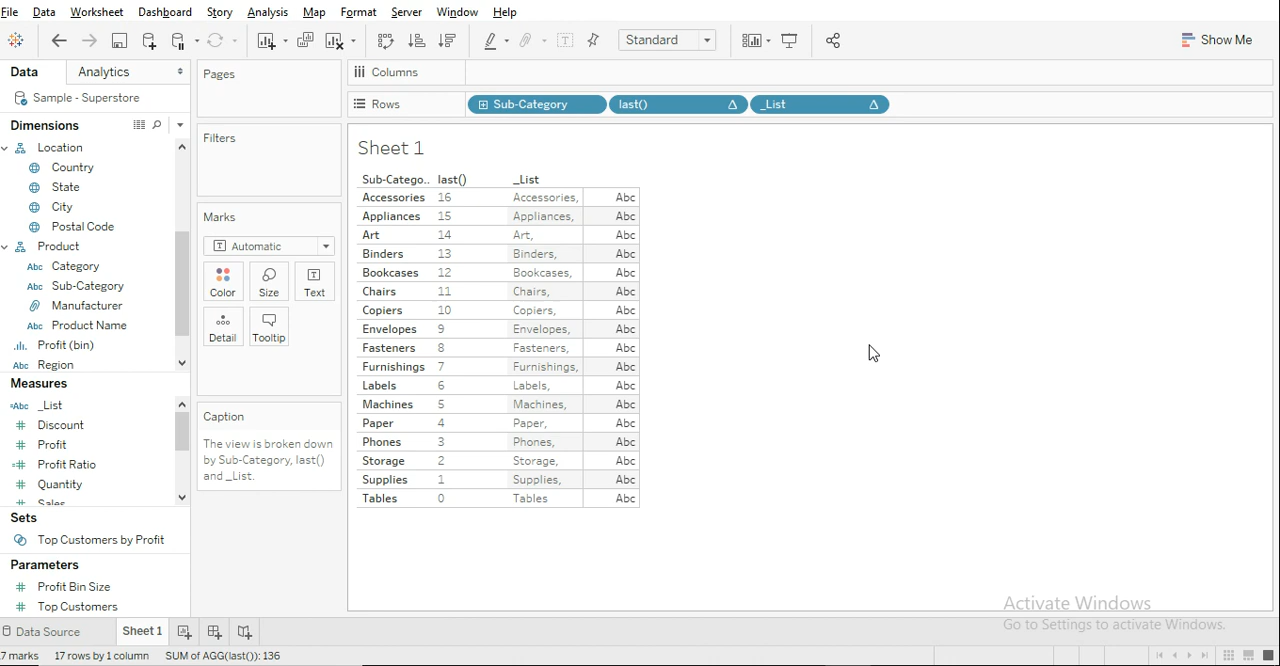 File Data Worksheet Dashboard Story Analysis Map Format Server Window Help
Standard Show Me
Data Analytics
Sample - Superstore
Dimensions
Location
Country
State
City
Postal Code
Product
Abc Category
Abc Sub-Category
Manufacturer
Abc Product Name
Profit (bin)
Abc Region
Measures
=Abc _List
# Discount
# Profit
=# Profit Ratio
# Quantity
# Sales
Sets
Top Customers by Profit
Parameters
# Profit Bin Size
# Top Customers
Pages
Filters
Marks
Automatic
Color Size Text
Detail Tooltip
Caption
The view is broken down
by Sub-Category, last()
and _List.
Columns
Rows Sub-Category last() Δ _List Δ
Sheet 1
Sub-Catego.. last() _List
Accessories 16 Accessories, Abc
Appliances 15 Appliances, Abc
Art 14 Art, Abc
Binders 13 Binders, Abc
Bookcases 12 Bookcases, Abc
Chairs 11 Chairs, Abc
Copiers 10 Copiers, Abc
Envelopes 9 Envelopes, Abc
Fasteners 8 Fasteners, Abc
Furnishings 7 Furnishings, Abc
Labels 6 Labels, Abc
Machines 5 Machines, Abc
Paper 4 Paper, Abc
Phones 3 Phones, Abc
Storage 2 Storage, Abc
Supplies 1 Supplies, Abc
Tables 0 Tables Abc
Activate Windows
Go to Settings to activate Windows.
Data Source Sheet 1
7 marks 17 rows by 1 column SUM of AGG(last()): 136